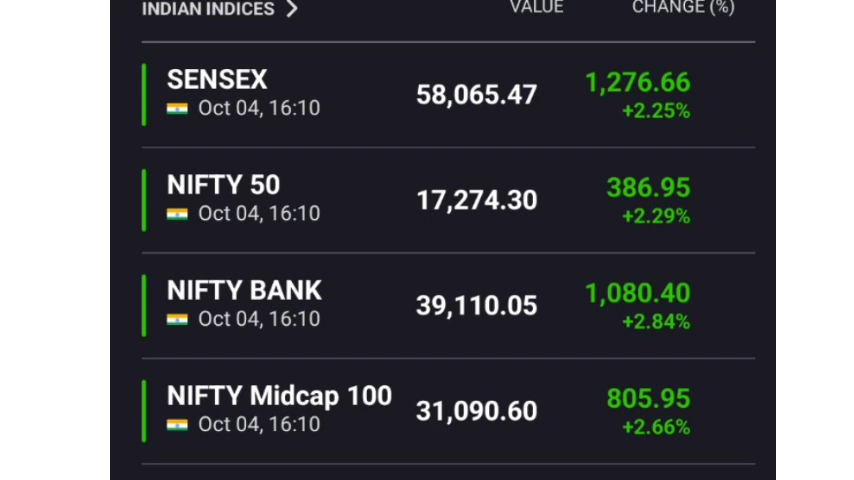 INDIAN INDICES VALUE CHANGE (%)
SENSEX 58,065.47 1,276.66
Oct 04, 16:10 +2.25%
NIFTY 50 17,274.30 386.95
Oct 04, 16:10 +2.29%
NIFTY BANK 39,110.05 1,080.40
Oct 04, 16:10 +2.84%
NIFTY Midcap 100 31,090.60 805.95
Oct 04, 16:10 +2.66%